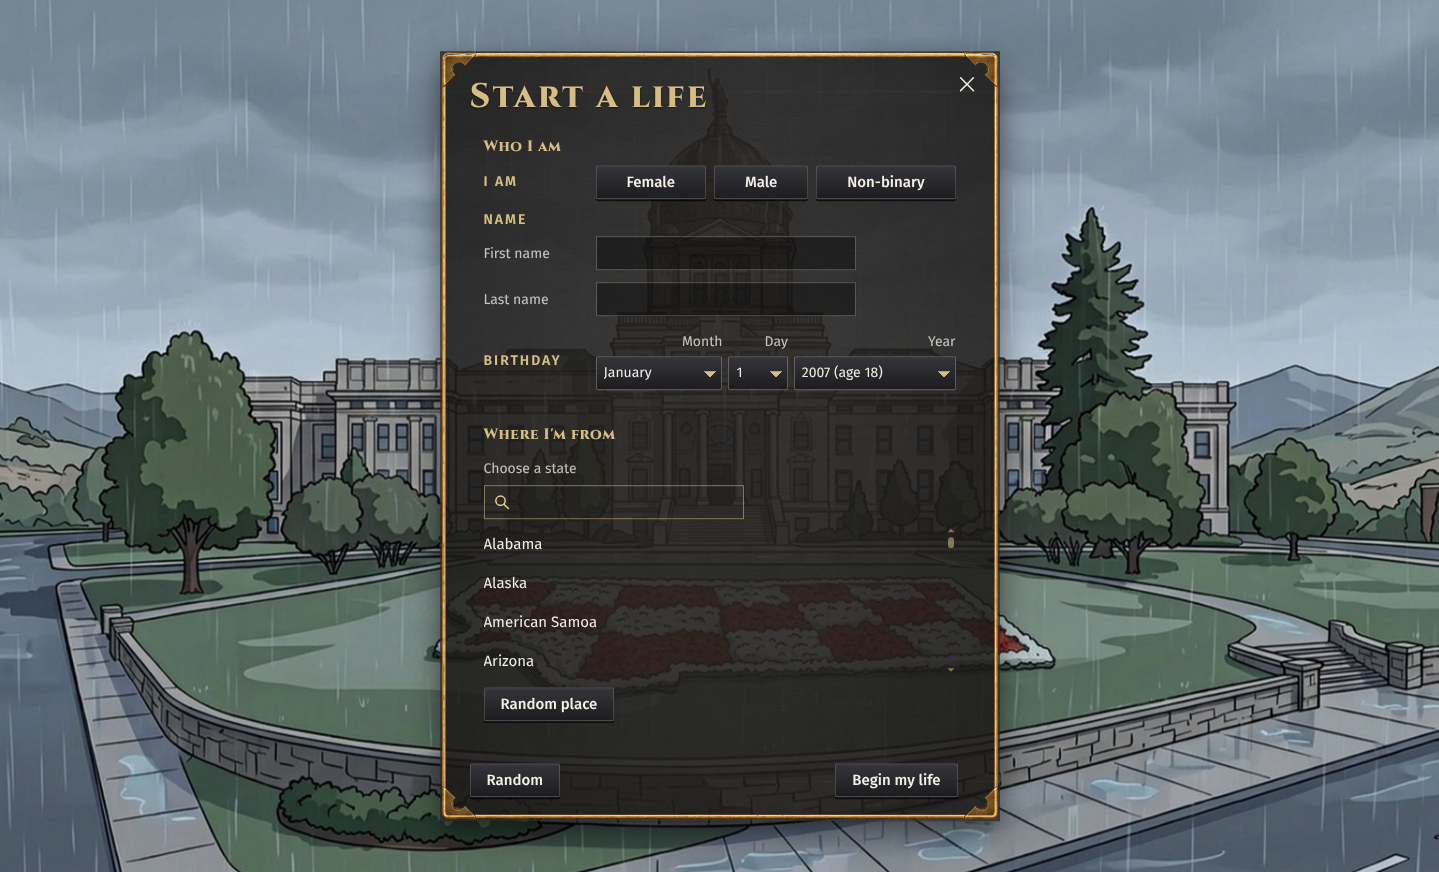 START A LIFE
WHO I AM
I AM
Female Male Non-binary
NAME
First name
Last name
Month Day Year
BIRTHDAY January 1 2007 (age 18)
WHERE I'M FROM
Choose a state
Alabama
Alaska
American Samoa
Arizona
Random place
Random Begin my life